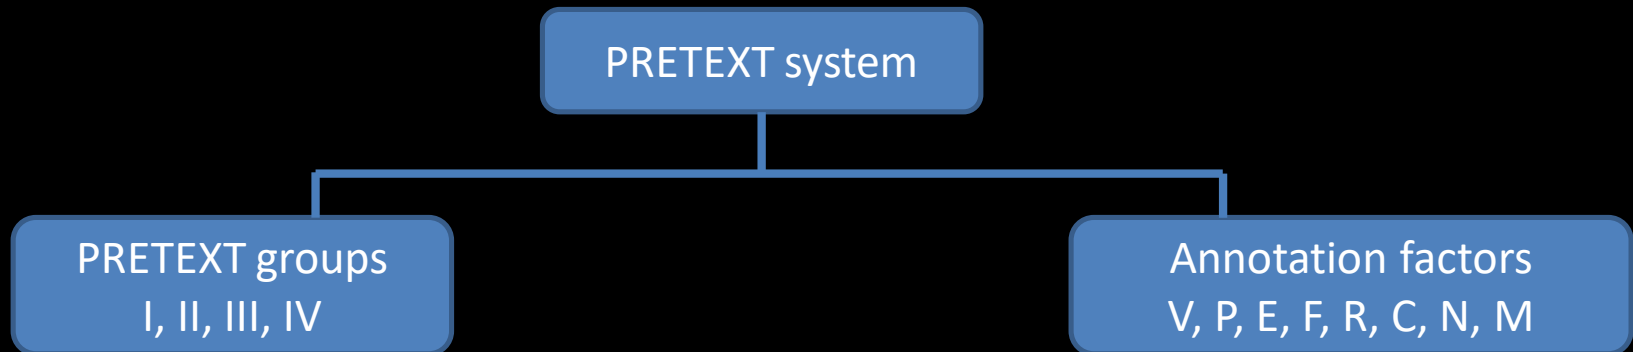 PRETEXT system
PRETEXT groups
I, II, III, IV
Annotation factors
V, P, E, F, R, C, N, M